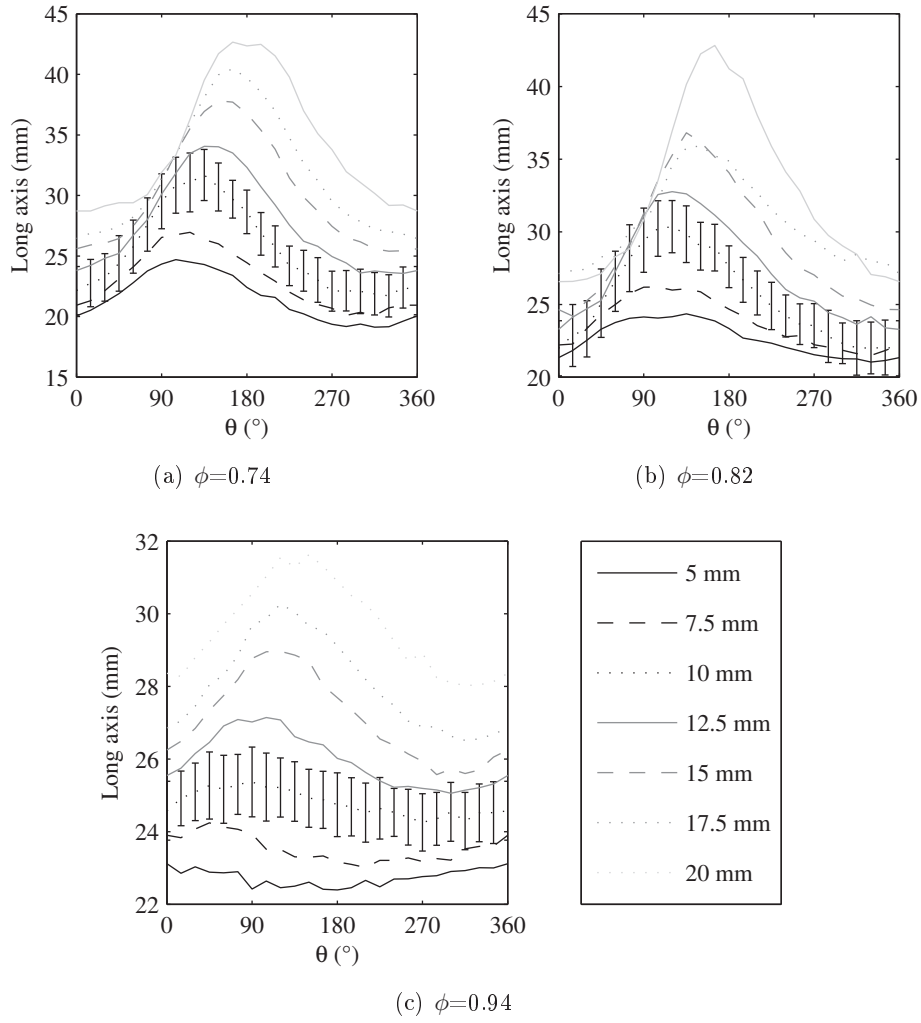 45
40
35
30
25
20
15
Long axis (mm)
0 90 180 270 360
θ (°)
(a) ϕ=0.74
45
40
35
30
25
20
Long axis (mm)
0 90 180 270 360
θ (°)
(b) ϕ=0.82
32
30
28
26
24
22
Long axis (mm)
0 90 180 270 360
θ (°)
5 mm
7.5 mm
10 mm
12.5 mm
15 mm
17.5 mm
20 mm
(c) ϕ=0.94